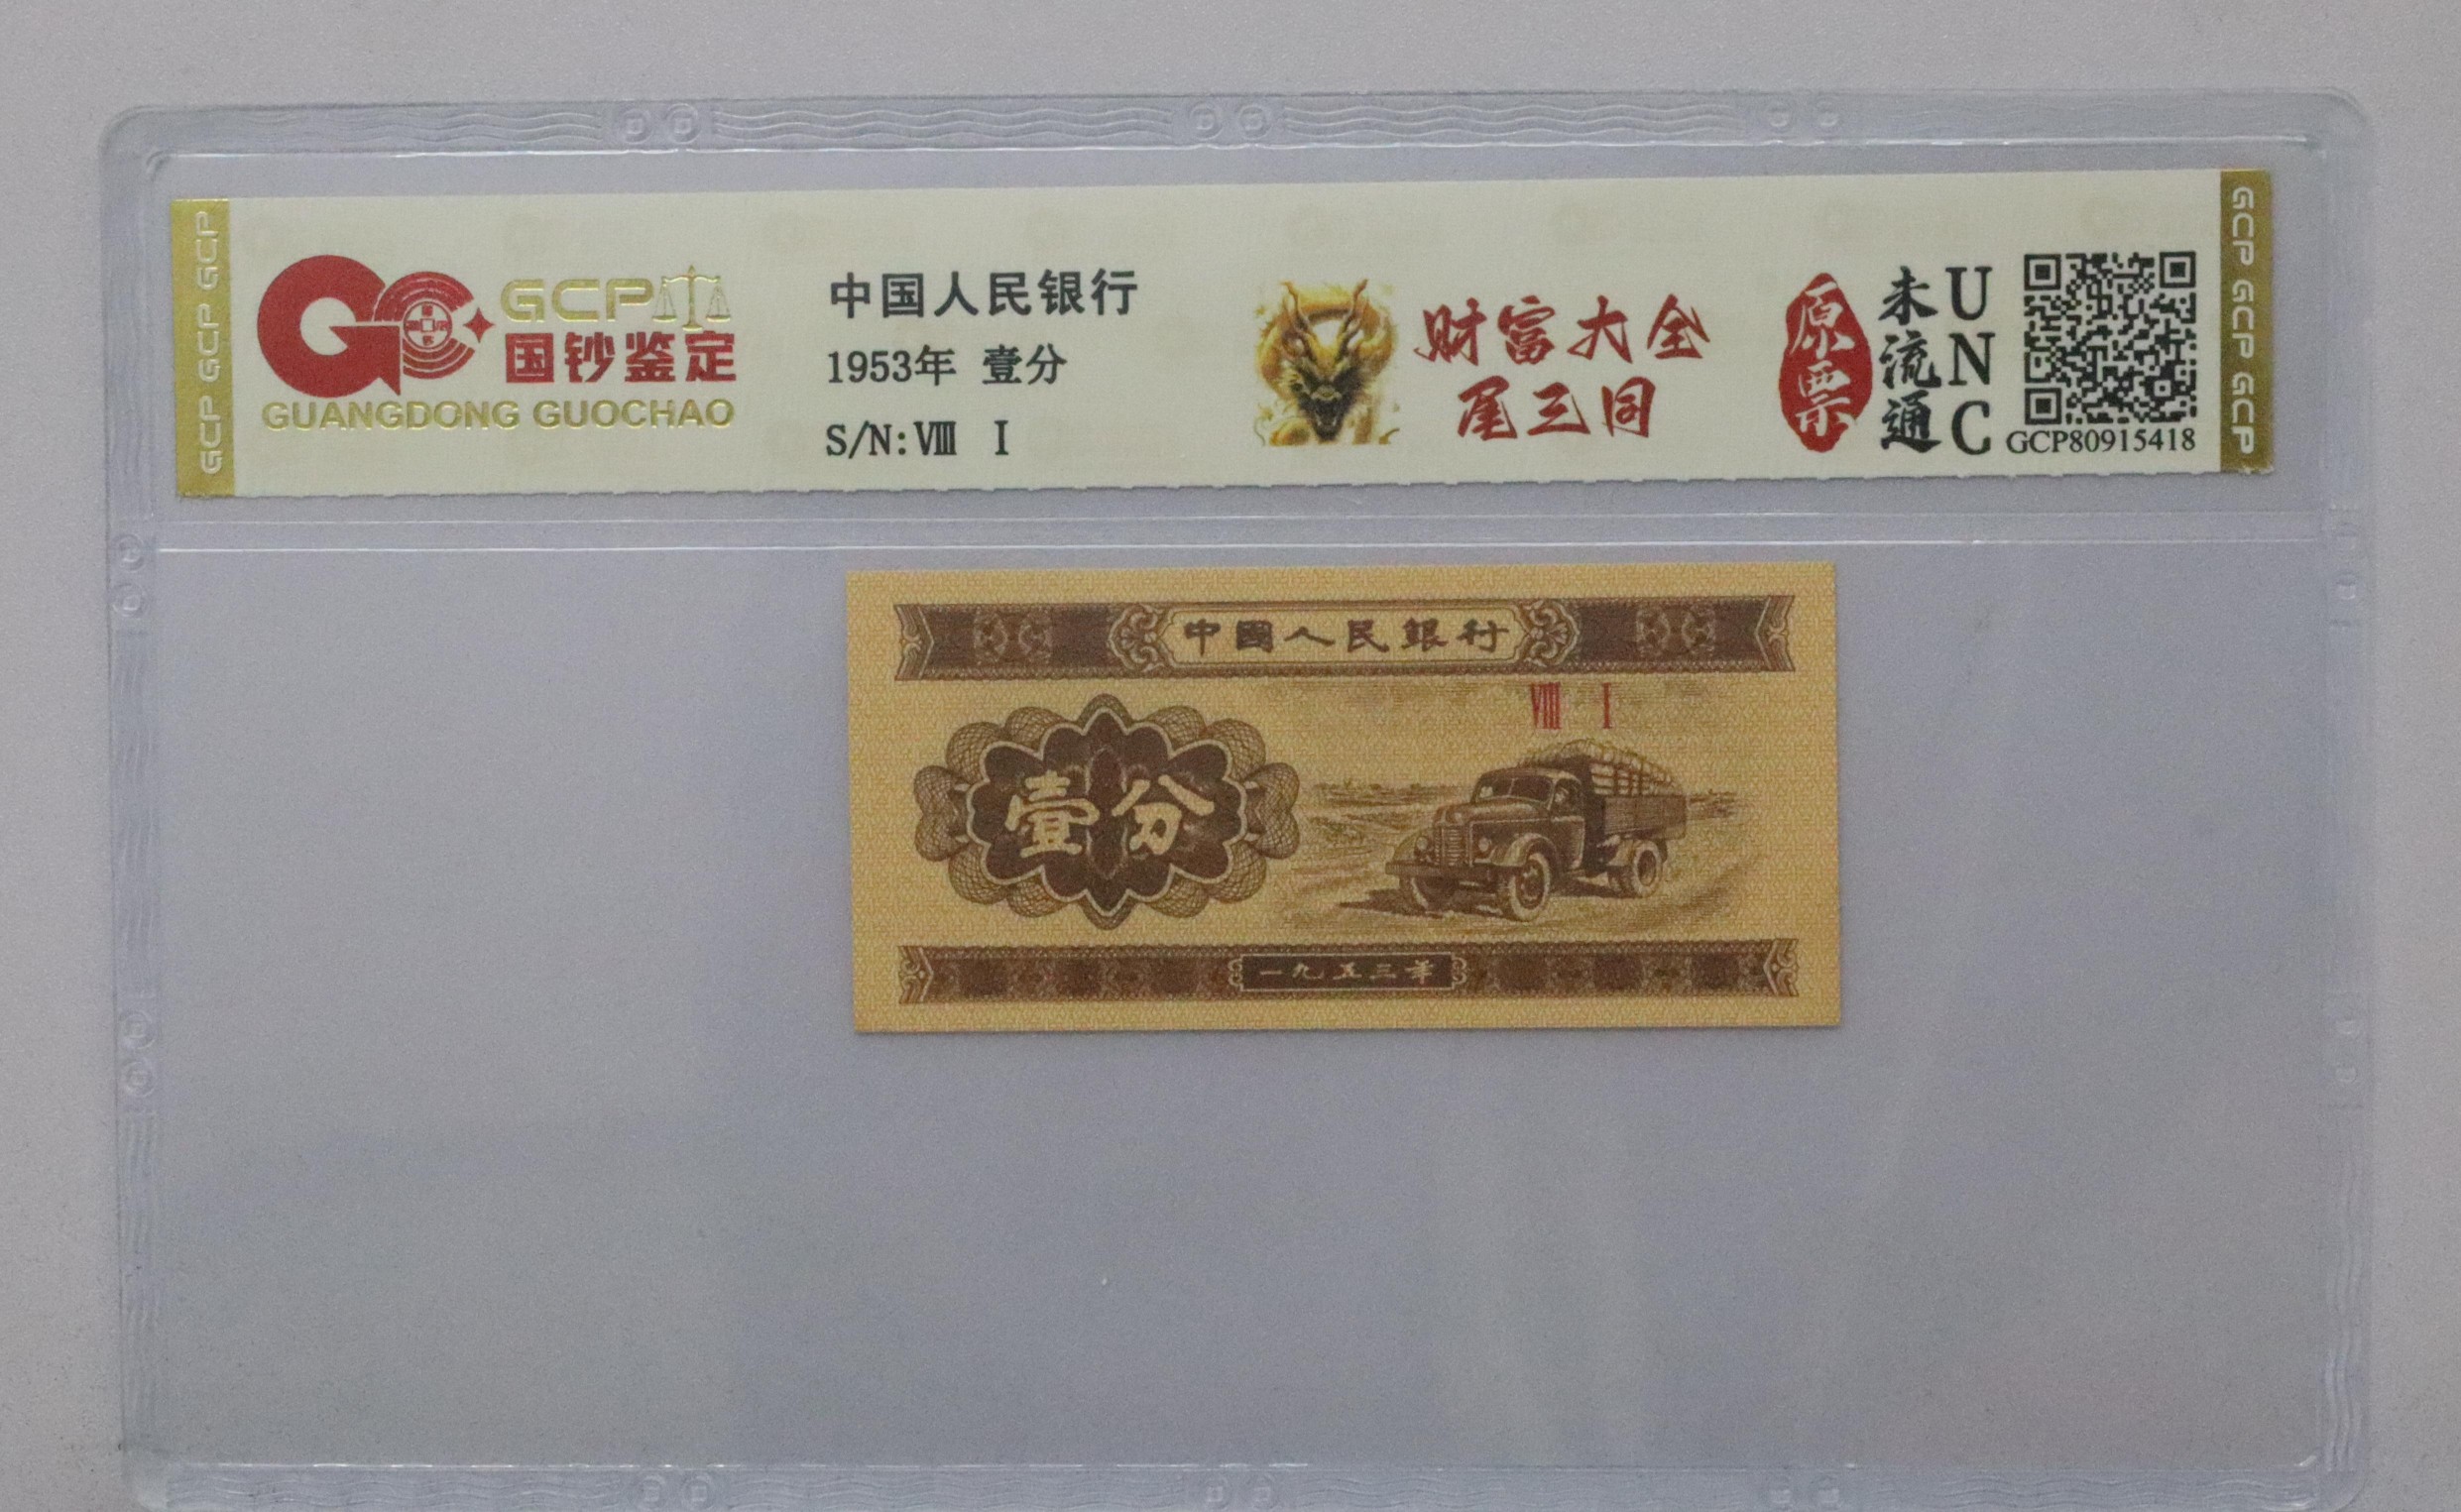 GCP GCP GCP
GCP
国钞鉴定
GUANGDONG GUOCHAO
中国人民银行
1953年 壹分
S/N:Ⅷ Ⅰ
财富大全
尾三同
原票
未流通
UNC
GCP80915418
GCP GCP GCP
中國人民銀行
Ⅷ Ⅰ
壹分
一九五三年